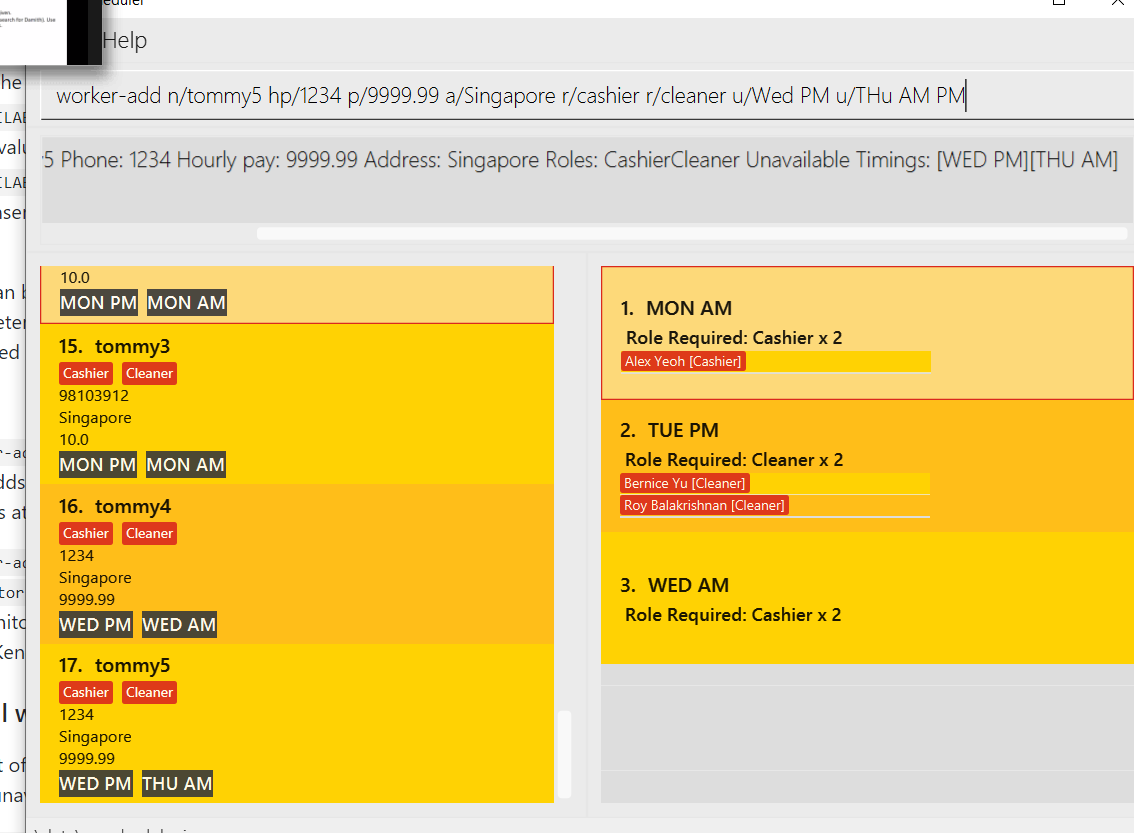 Help
worker-add n/tommy5 hp/1234 p/9999.99 a/Singapore r/cashier r/cleaner u/Wed PM u/THu AM PM
5 Phone: 1234 Hourly pay: 9999.99 Address: Singapore Roles: CashierCleaner Unavailable Timings: [WED PM][THU AM]
10.0
MON PM MON AM
15. tommy3
Cashier Cleaner
98103912
Singapore
10.0
MON PM MON AM
16. tommy4
Cashier Cleaner
1234
Singapore
9999.99
WED PM WED AM
17. tommy5
Cashier Cleaner
1234
Singapore
9999.99
WED PM THU AM
1. MON AM
Role Required: Cashier x 2
Alex Yeoh [Cashier]
2. TUE PM
Role Required: Cleaner x 2
Bernice Yu [Cleaner]
Roy Balakrishnan [Cleaner]
3. WED AM
Role Required: Cashier x 2